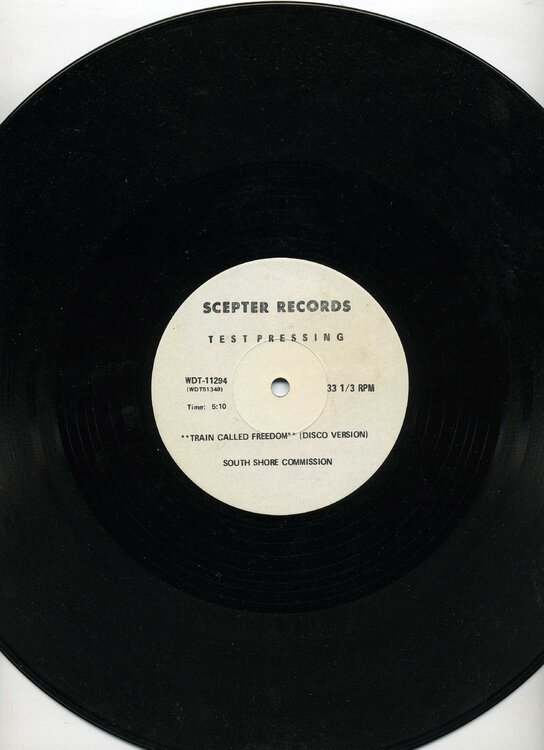 SCEPTER RECORDS
TEST PRESSING
WDT-11294
(WDT51349)
33 1/3 RPM
Time: 5:10
**TRAIN CALLED FREEDOM** (DISCO VERSION)
SOUTH SHORE COMMISSION